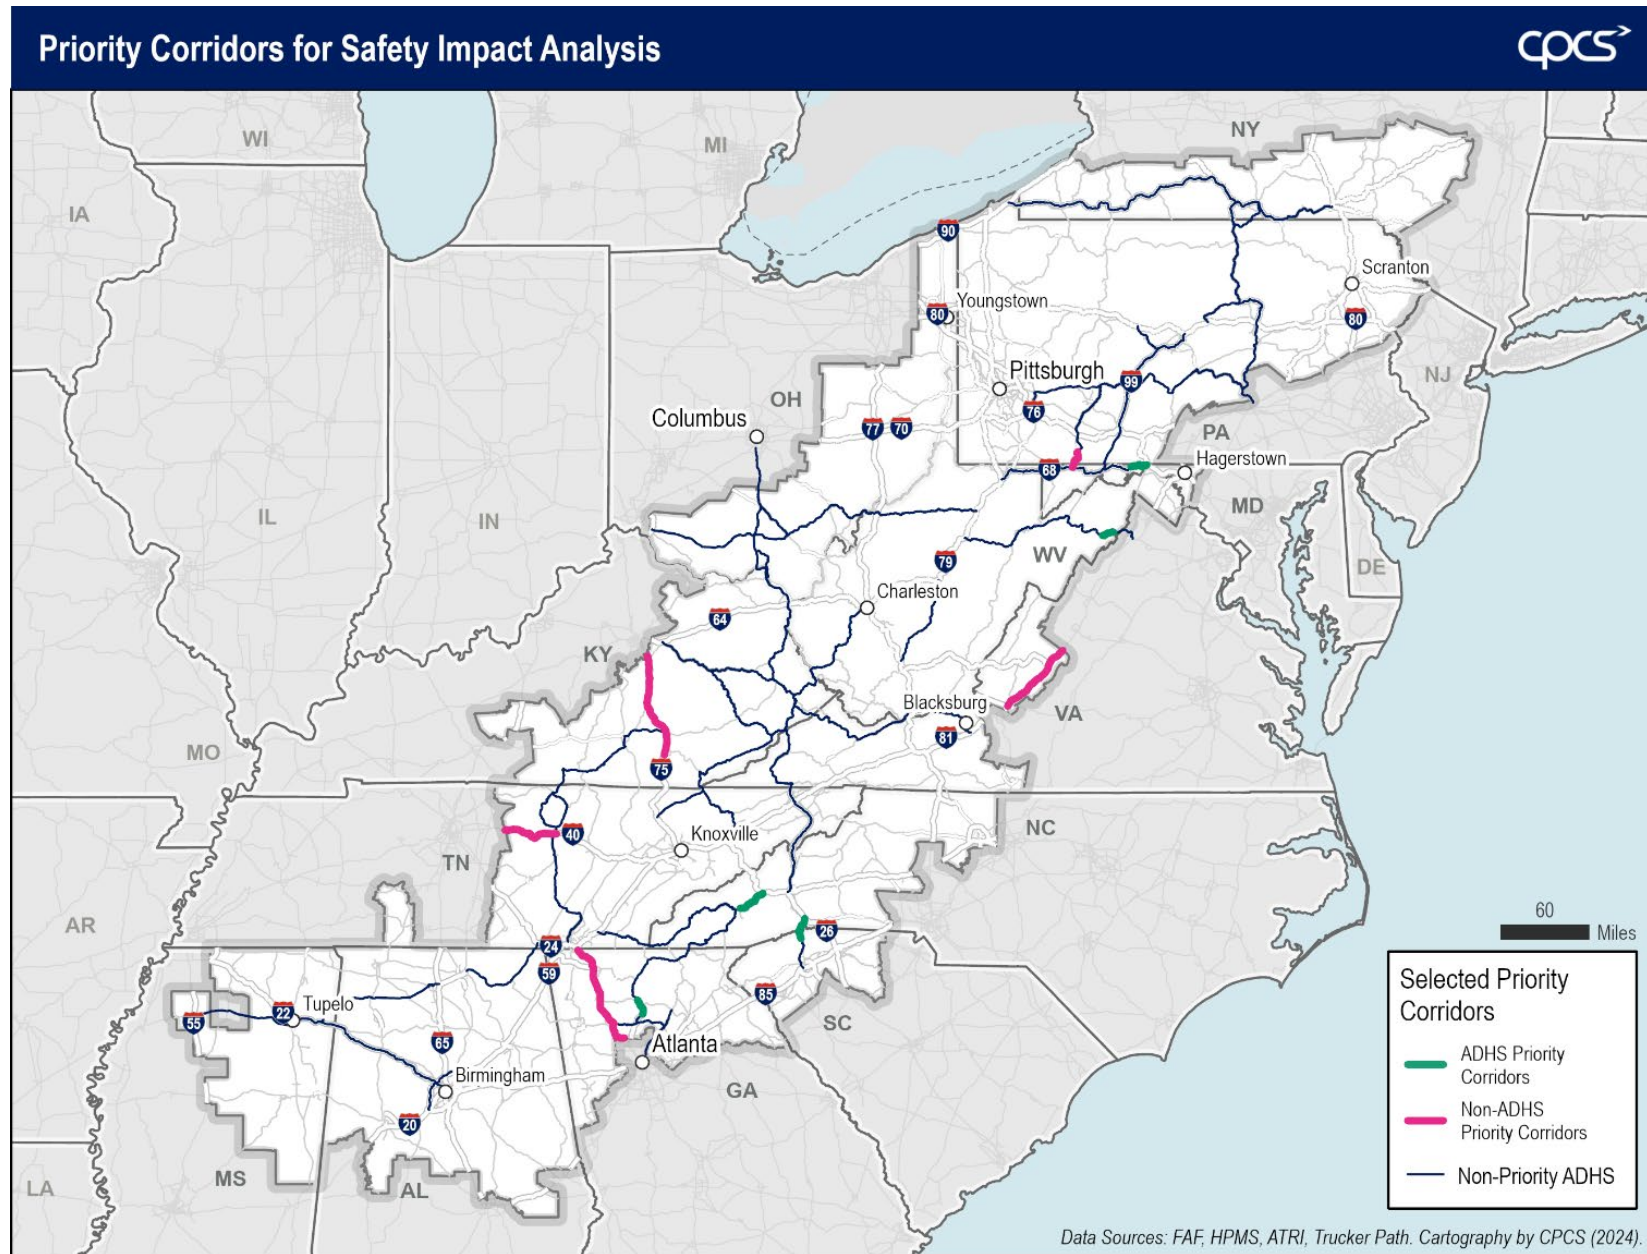 Priority Corridors for Safety Impact Analysis
cpcs
WI
MI
NY
IA
90
Scranton
Youngstown
80
80
Pittsburgh
99
NJ
OH
76
Columbus
77
70
PA
68
Hagerstown
MD
IL
IN
WV
79
DE
Charleston
64
KY
Blacksburg
VA
81
MO
75
40
Knoxville
NC
TN
AR
26
60
Miles
24
59
85
Tupelo
22
55
SC
65
Atlanta
Birmingham
GA
20
MS
AL
LA
Selected Priority
Corridors
ADHS Priority
Corridors
Non-ADHS
Priority Corridors
Non-Priority ADHS
Data Sources: FAF, HPMS, ATRI, Trucker Path. Cartography by CPCS (2024).